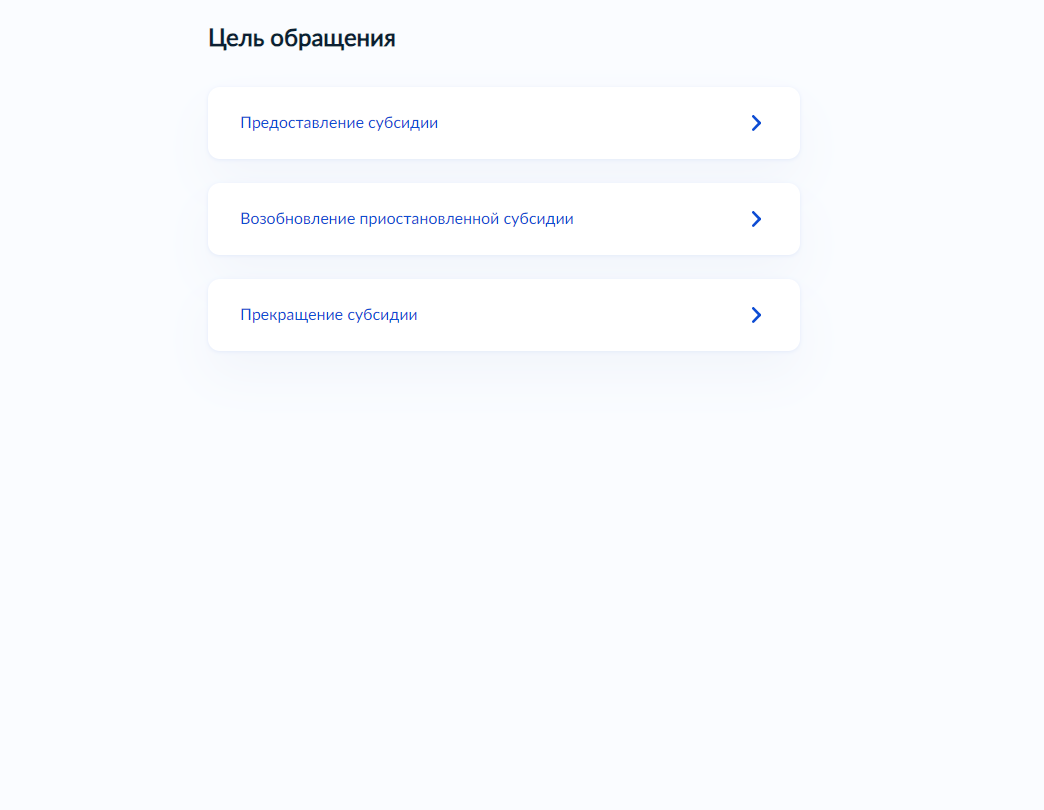 Цель обращения
Предоставление субсидии
Возобновление приостановленной субсидии
Прекращение субсидии